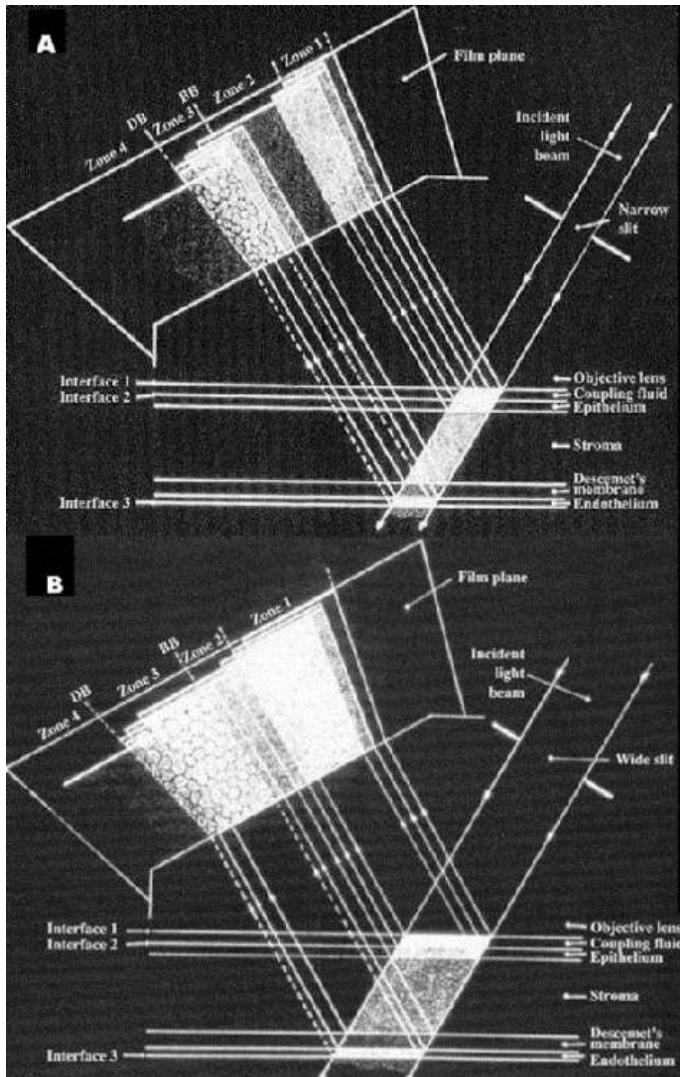 A
Film plane
Zone 1
Zone 2
BB
Zone 3
DB
Zone 4
Incident
light
beam
Narrow
slit
Interface 1
Interface 2
Interface 3
Objective lens
Coupling fluid
Epithelium
Stroma
Descemet's
membrane
Endothelium
B
Film plane
Zone 1
Zone 2
BB
Zone 3
DB
Zone 4
Incident
light
beam
Wide slit
Interface 1
Interface 2
Interface 3
Objective lens
Coupling fluid
Epithelium
Stroma
Descemet's
membrane
Endothelium